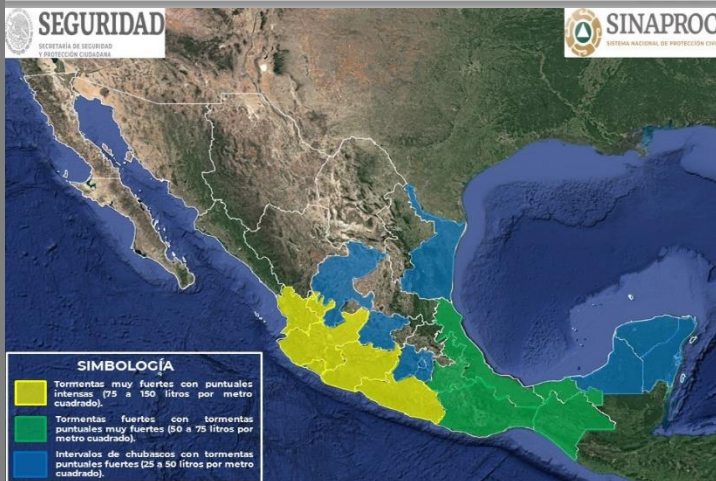 SEGURIDAD
SECRETARÍA DE SEGURIDAD
Y PROTECCIÓN CIUDADANA
SINAPROC
SISTEMA NACIONAL DE PROTECCIÓN CIVI
SIMBOLOGÍA
Tormentas muy fuertes con puntuales
intensas (75 a 150 litros por metro
cuadrado).
Tormentas fuertes con tormentas
puntuales muy fuertes (50 a 75 litros por
metro cuadrado).
Intervalos de chubascos con tormentas
puntuales fuertes (25 a 50 litros por metro
cuadrado).